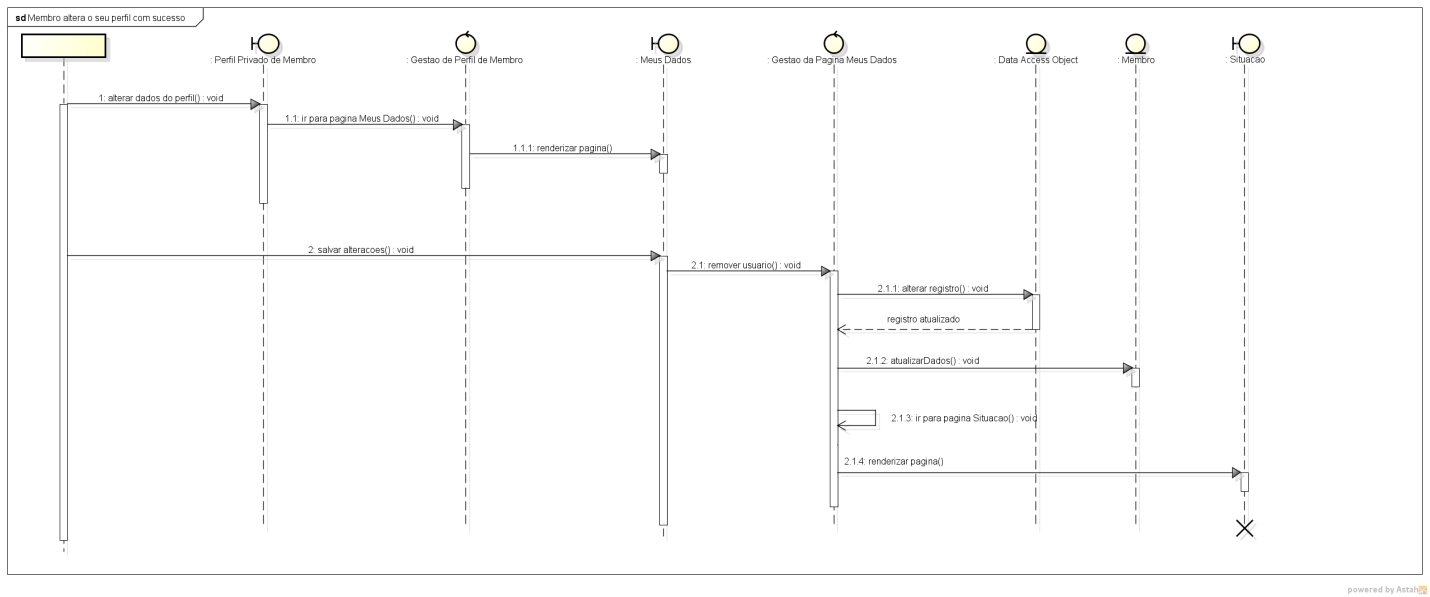 sd Membro altera o seu perfil com sucesso
: Perfil Privado de Membro
: Gestao de Perfil de Membro
: Meus Dados
: Gestao da Pagina Meus Dados
: Data Access Object
: Membro
: Situacao
1: alterar dados do perfil() : void
1.1: ir para pagina Meus Dados() : void
1.1.1: renderizar pagina()
2: salvar alteracoes() : void
2.1: remover usuario() : void
2.1.1: alterar registro() : void
registro atualizado
2.1.2: atualizarDados() : void
2.1.3: ir para pagina Situacao() : void
2.1.4: renderizar pagina()
powered by Astah